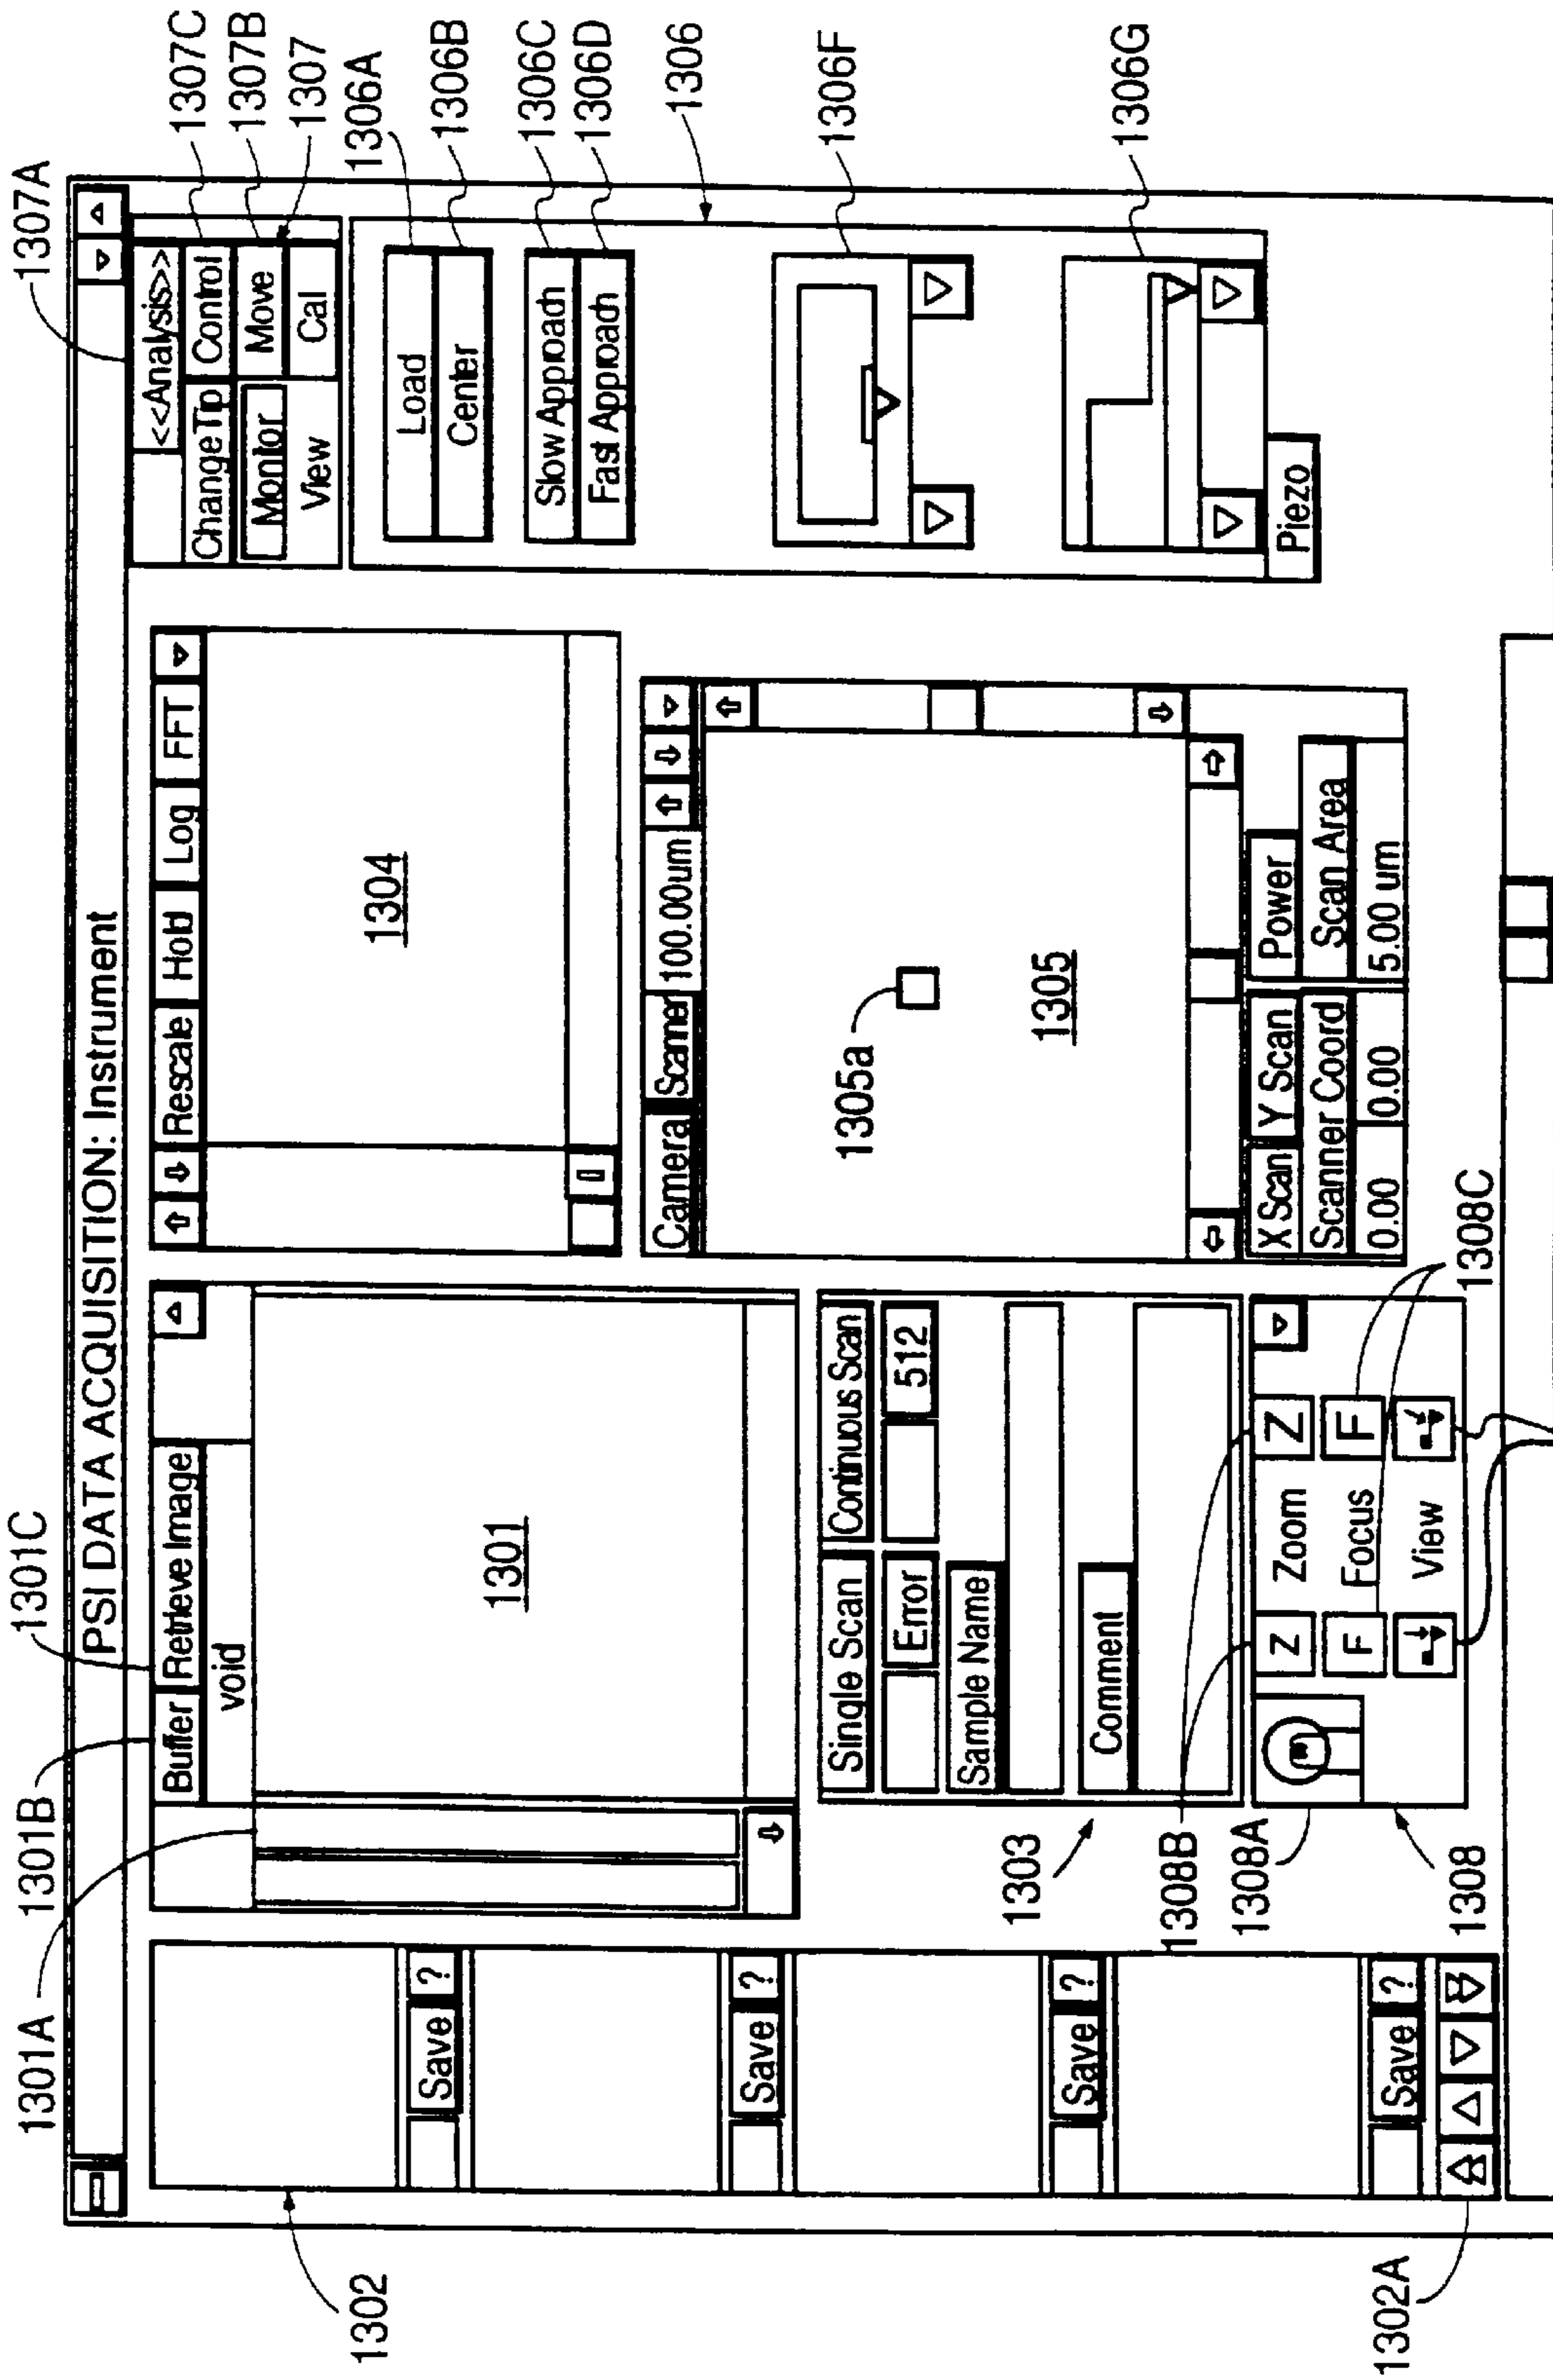 1301A
1301B
1301C
1307A
PSI DATA ACQUISITION: Instrument
1307C
1307B
1307
1306A
1306B
1306C
1306D
1306
1306F
1306G
Buffer Retrieve Image
void
1301
Rescale Hold Log FFT
1304
<<Analysis>>
Change Tip Control
Monitor Move
View Cal
Load
Center
Slow Approach
Fast Approach
Piezo
1302
Save ?
Save ?
Save ?
Save ?
1302A
Single Scan Continuous Scan
Error 512
Sample Name
Comment
1303
1308B
1308A
1308
Z Zoom Z
F Focus F
View
1308C
Camera Scanner 100.00um
1305a
1305
X Scan Y Scan Power
Scanner Coord Scan Area
0.00 0.00 5.00 um